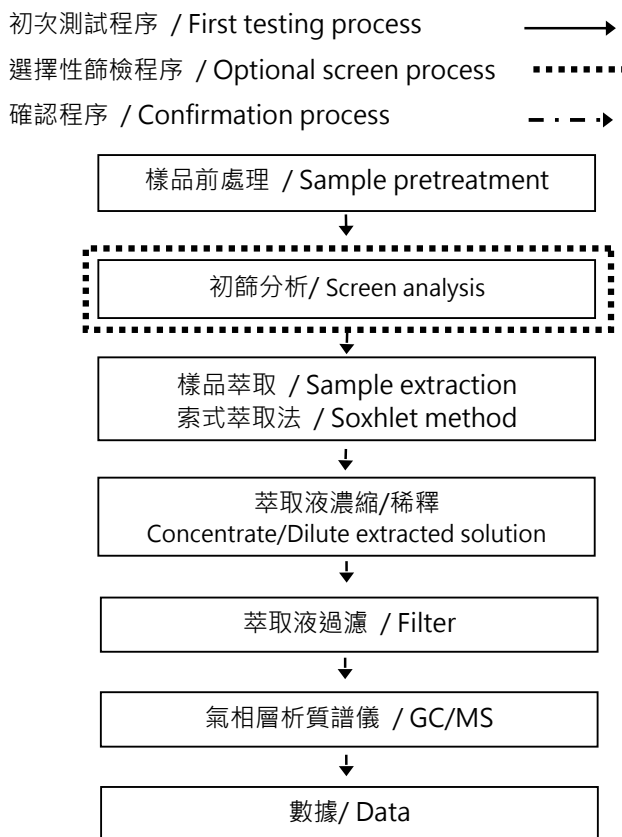 初次測試程序 / First testing process
選擇性篩檢程序 / Optional screen process
確認程序 / Confirmation process
樣品前處理 / Sample pretreatment
初篩分析/ Screen analysis
樣品萃取 / Sample extraction
索式萃取法 / Soxhlet method
萃取液濃縮/稀釋
Concentrate/Dilute extracted solution
萃取液過濾 / Filter
氣相層析質譜儀 / GC/MS
數據/ Data